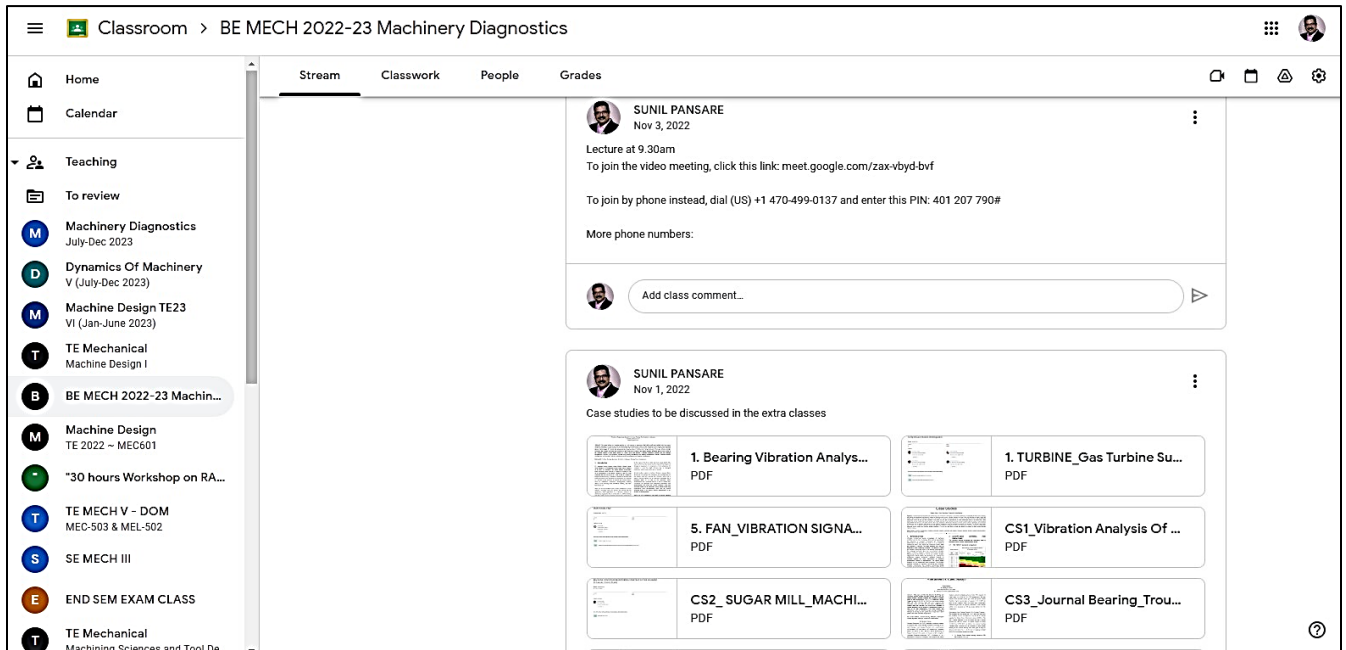 Classroom > BE MECH 2022-23 Machinery Diagnostics
Home
Calendar
Teaching
To review
M
Machinery Diagnostics
July-Dec 2023
D
Dynamics Of Machinery
V (July-Dec 2023)
M
Machine Design TE23
VI (Jan-June 2023)
T
TE Mechanical
Machine Design I
B
BE MECH 2022-23 Machin...
M
Machine Design
TE 2022 ~ MEC601
"
"30 hours Workshop on RA...
T
TE MECH V - DOM
MEC-503 & MEL-502
S
SE MECH III
E
END SEM EXAM CLASS
T
TE Mechanical
Machining Sciences and Tool De...
Stream Classwork People Grades
SUNIL PANSARE
Nov 3, 2022
Lecture at 9.30am
To join the video meeting, click this link: meet.google.com/zax-vbyd-bvf
To join by phone instead, dial (US) +1 470-499-0137 and enter this PIN: 401 207 790#
More phone numbers:
Add class comment...
SUNIL PANSARE
Nov 1, 2022
Case studies to be discussed in the extra classes
1. Bearing Vibration Analys...
PDF
1. TURBINE_Gas Turbine Su...
PDF
5. FAN_VIBRATION SIGNA...
PDF
CS1_Vibration Analysis Of ...
PDF
CS2_ SUGAR MILL_MACHI...
PDF
CS3_Journal Bearing_Trou...
PDF